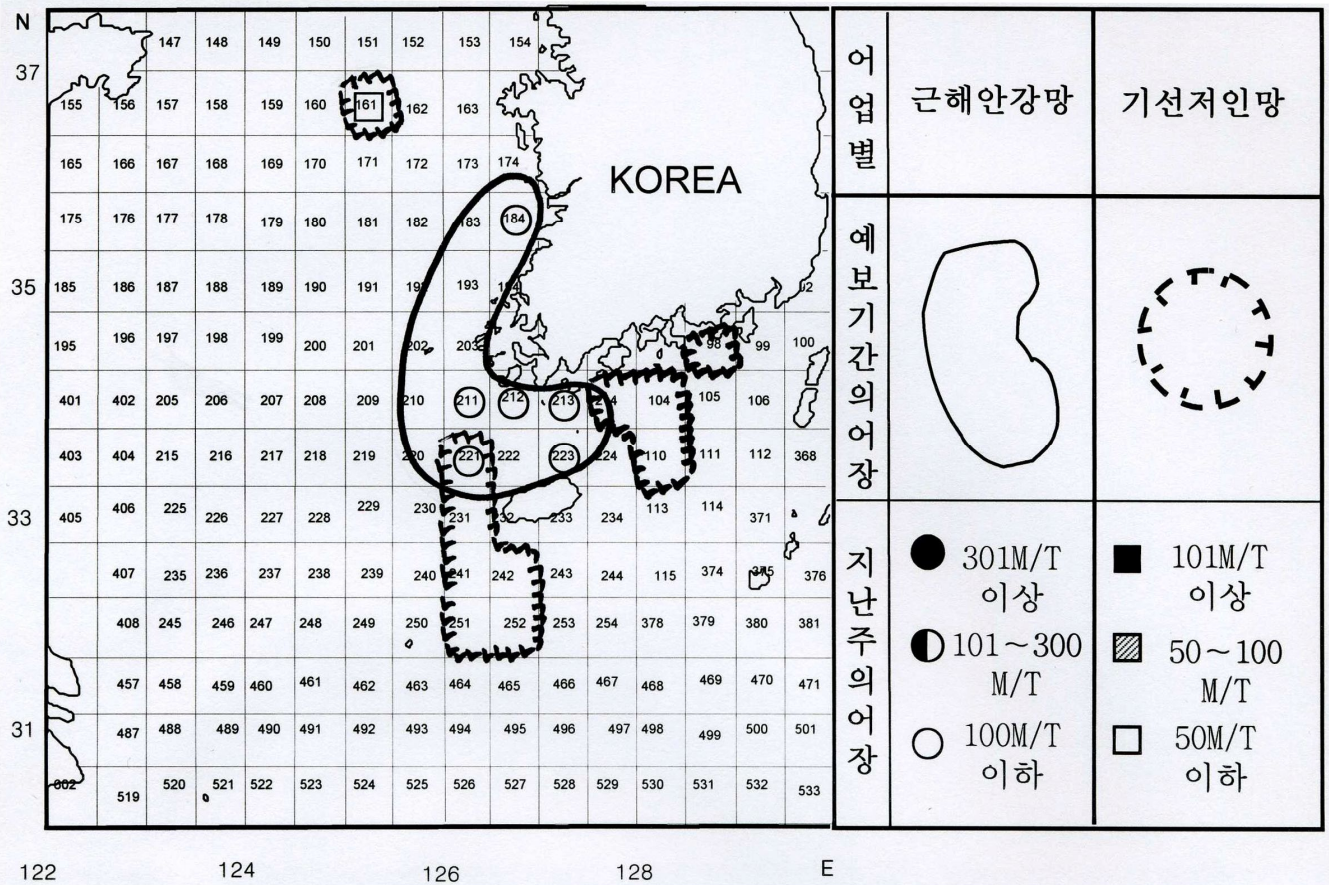 N
147 148 149 150 151 152 153 154
37
155 156 157 158 159 160 161 162 163
165 166 167 168 169 170 171 172 173 174
KOREA
175 176 177 178 179 180 181 182 183 184
35
185 186 187 188 189 190 191 193
195 196 197 198 199 200 201 202 203 98 99 100
401 402 205 206 207 208 209 210 211 212 213 104 105 106
403 404 215 216 217 218 219 220 221 222 223 224 110 111 112 368
33
405 406 225 226 227 228 229 230 231 233 234 113 114 371
407 235 236 237 238 239 240 241 242 243 244 115 374 375 376
408 245 246 247 248 249 250 251 252 253 254 378 379 380 381
457 458 459 460 461 462 463 464 465 466 467 468 469 470 471
31
487 488 489 490 491 492 493 494 495 496 497 498 499 500 501
519 520 521 522 523 524 525 526 527 528 529 530 531 532 533
122 124 126 128 E
어업별
근해안강망
기선저인망
예보기간의어장
지난주의어장
301M/T
이상
101~300
M/T
100M/T
이하
101M/T
이상
50~100
M/T
50M/T
이하